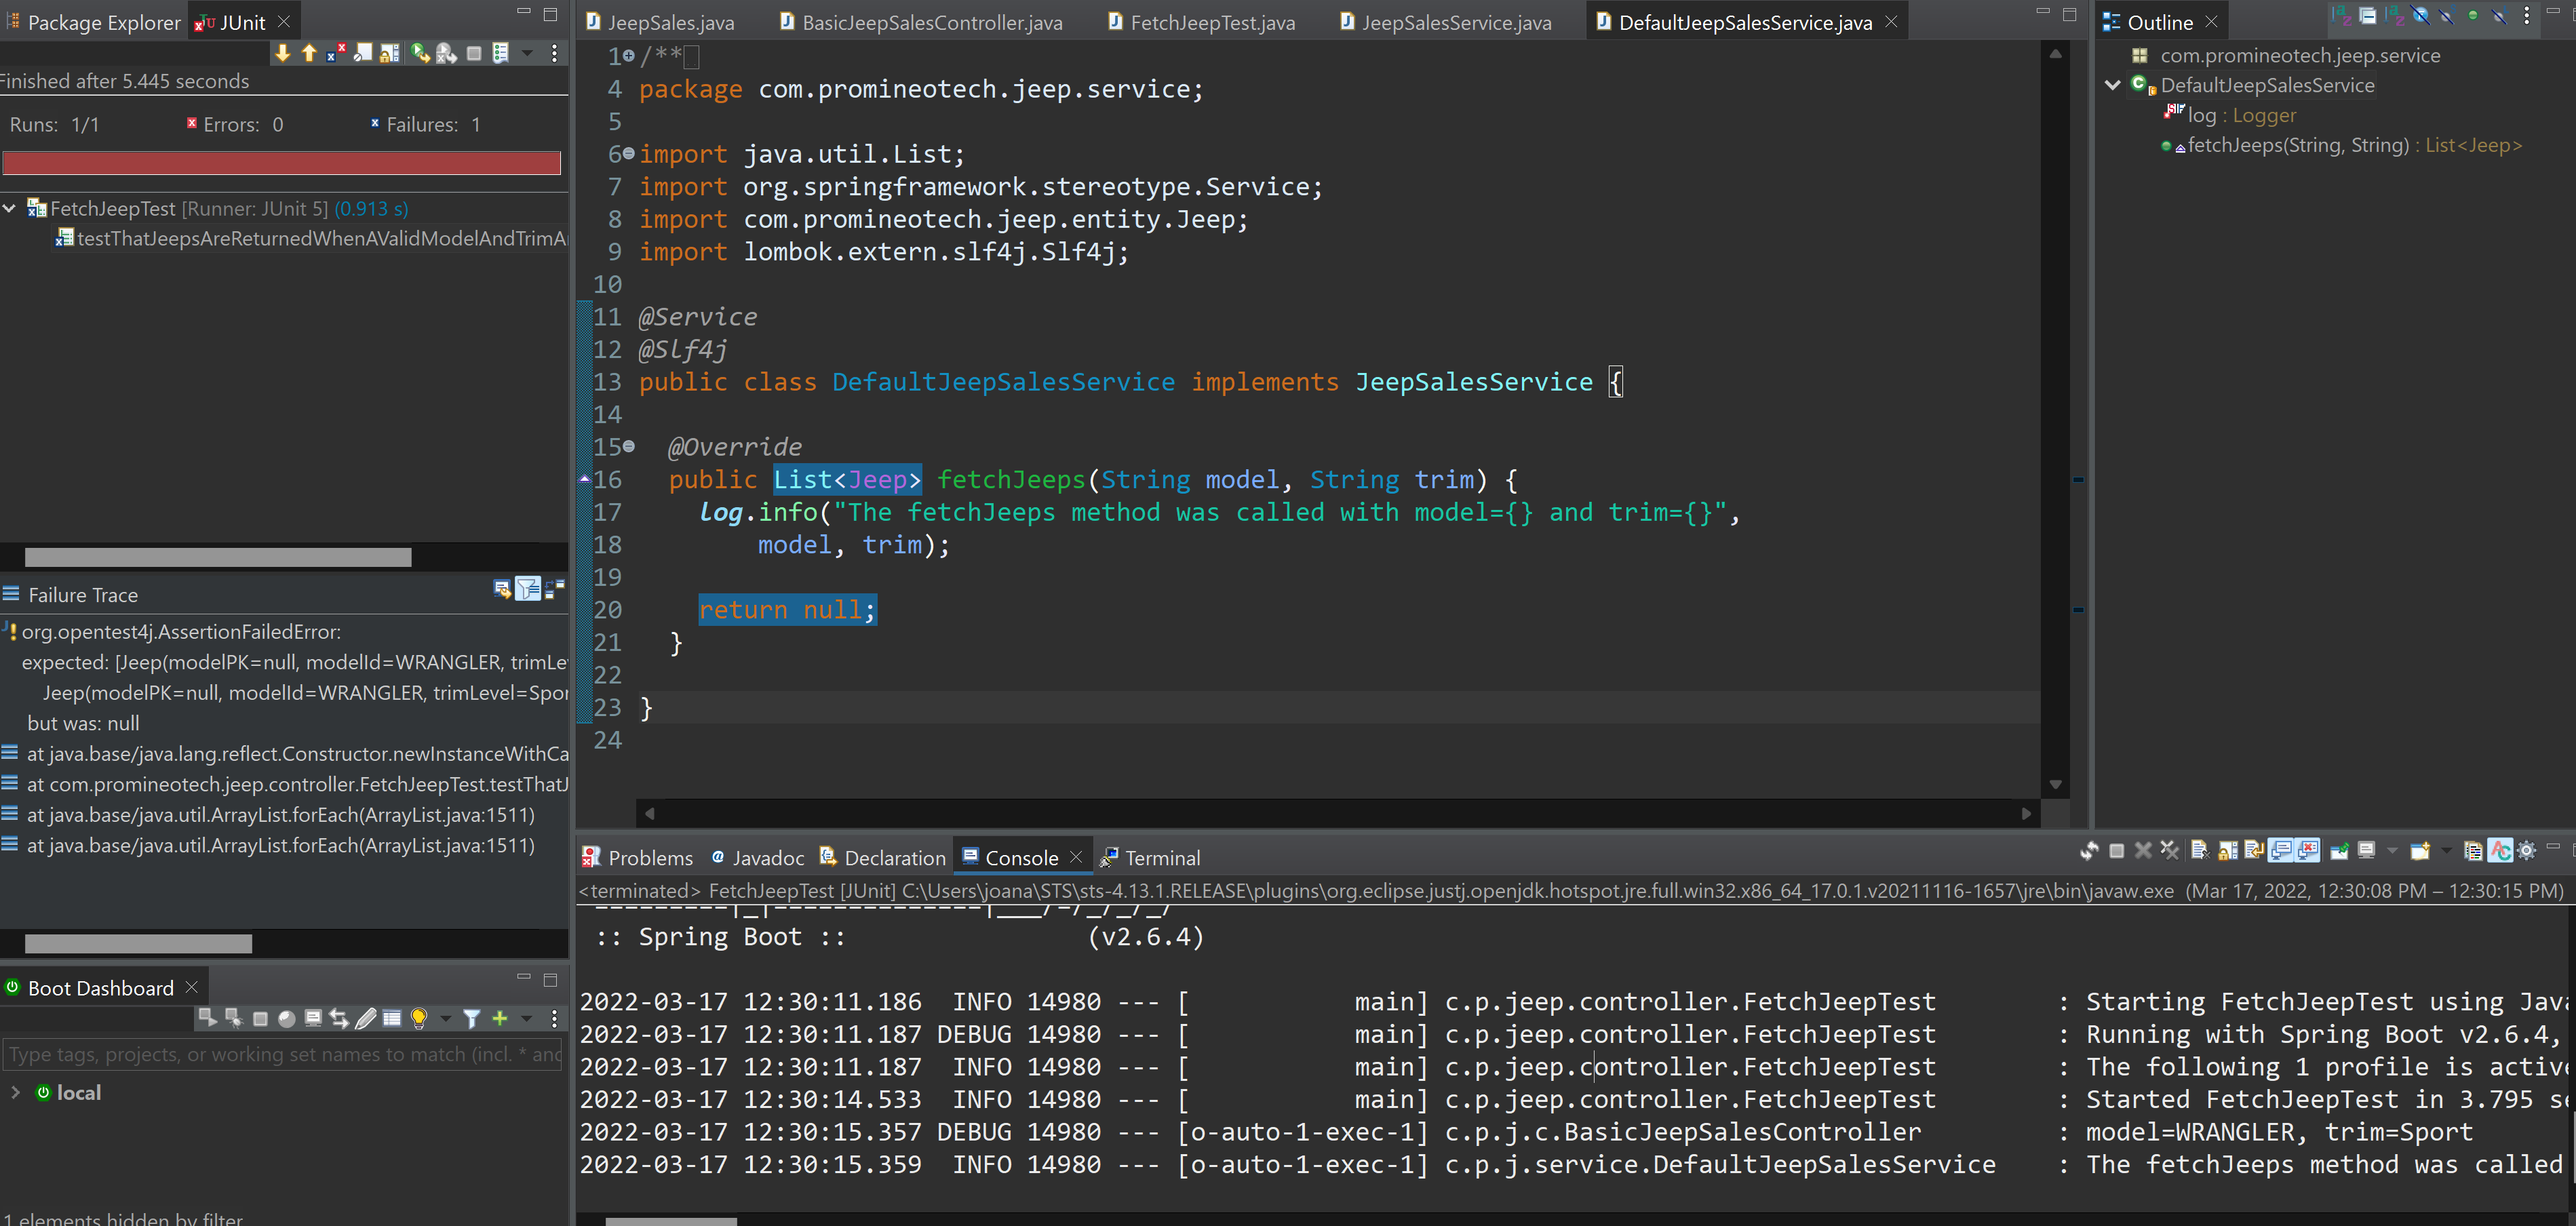 Package Explorer
JUnit
Finished after 5.445 seconds
Runs: 1/1
Errors: 0
Failures: 1
FetchJeepTest [Runner: JUnit 5] (0.913 s)
testThatJeepsAreReturnedWhenAValidModelAndTrimA
Failure Trace
org.opentest4j.AssertionFailedError:
expected: [Jeep(modelPK=null, modelId=WRANGLER, trimLe
Jeep(modelPK=null, modelId=WRANGLER, trimLevel=Spor
but was: null
at java.base/java.lang.reflect.Constructor.newInstanceWithCa
at com.promineotech.jeep.controller.FetchJeepTest.testThatJ
at java.base/java.util.ArrayList.forEach(ArrayList.java:1511)
at java.base/java.util.ArrayList.forEach(ArrayList.java:1511)
Boot Dashboard
Type tags, projects, or working set names to match (incl. * and
local
1 elements hidden by filter
JeepSales.java
BasicJeepSalesController.java
FetchJeepTest.java
JeepSalesService.java
DefaultJeepSalesService.java
1 /**
4 package com.promineotech.jeep.service;
5
6 import java.util.List;
7 import org.springframework.stereotype.Service;
8 import com.promineotech.jeep.entity.Jeep;
9 import lombok.extern.slf4j.Slf4j;
10
11 @Service
12 @Slf4j
13 public class DefaultJeepSalesService implements JeepSalesService {
14
15 @Override
16 public List<Jeep> fetchJeeps(String model, String trim) {
17 log.info("The fetchJeeps method was called with model={} and trim={}",
18 model, trim);
19
20 return null;
21 }
22
23 }
24
Outline
com.promineotech.jeep.service
DefaultJeepSalesService
log : Logger
fetchJeeps(String, String) : List<Jeep>
Problems
Javadoc
Declaration
Console
Terminal
<terminated> FetchJeepTest [JUnit] C:\Users\joana\STS\sts-4.13.1.RELEASE\plugins\org.eclipse.justj.openjdk.hotspot.jre.full.win32.x86_64_17.0.1.v20211116-1657\jre\bin\javaw.exe (Mar 17, 2022, 12:30:08 PM – 12:30:15 PM)
=========|_|==============|___/=/_/_/_/
:: Spring Boot :: (v2.6.4)
2022-03-17 12:30:11.186 INFO 14980 --- [ main] c.p.jeep.controller.FetchJeepTest : Starting FetchJeepTest using Java
2022-03-17 12:30:11.187 DEBUG 14980 --- [ main] c.p.jeep.controller.FetchJeepTest : Running with Spring Boot v2.6.4,
2022-03-17 12:30:11.187 INFO 14980 --- [ main] c.p.jeep.controller.FetchJeepTest : The following 1 profile is active
2022-03-17 12:30:14.533 INFO 14980 --- [ main] c.p.jeep.controller.FetchJeepTest : Started FetchJeepTest in 3.795 se
2022-03-17 12:30:15.357 DEBUG 14980 --- [o-auto-1-exec-1] c.p.j.c.BasicJeepSalesController : model=WRANGLER, trim=Sport
2022-03-17 12:30:15.359 INFO 14980 --- [o-auto-1-exec-1] c.p.j.service.DefaultJeepSalesService : The fetchJeeps method was called